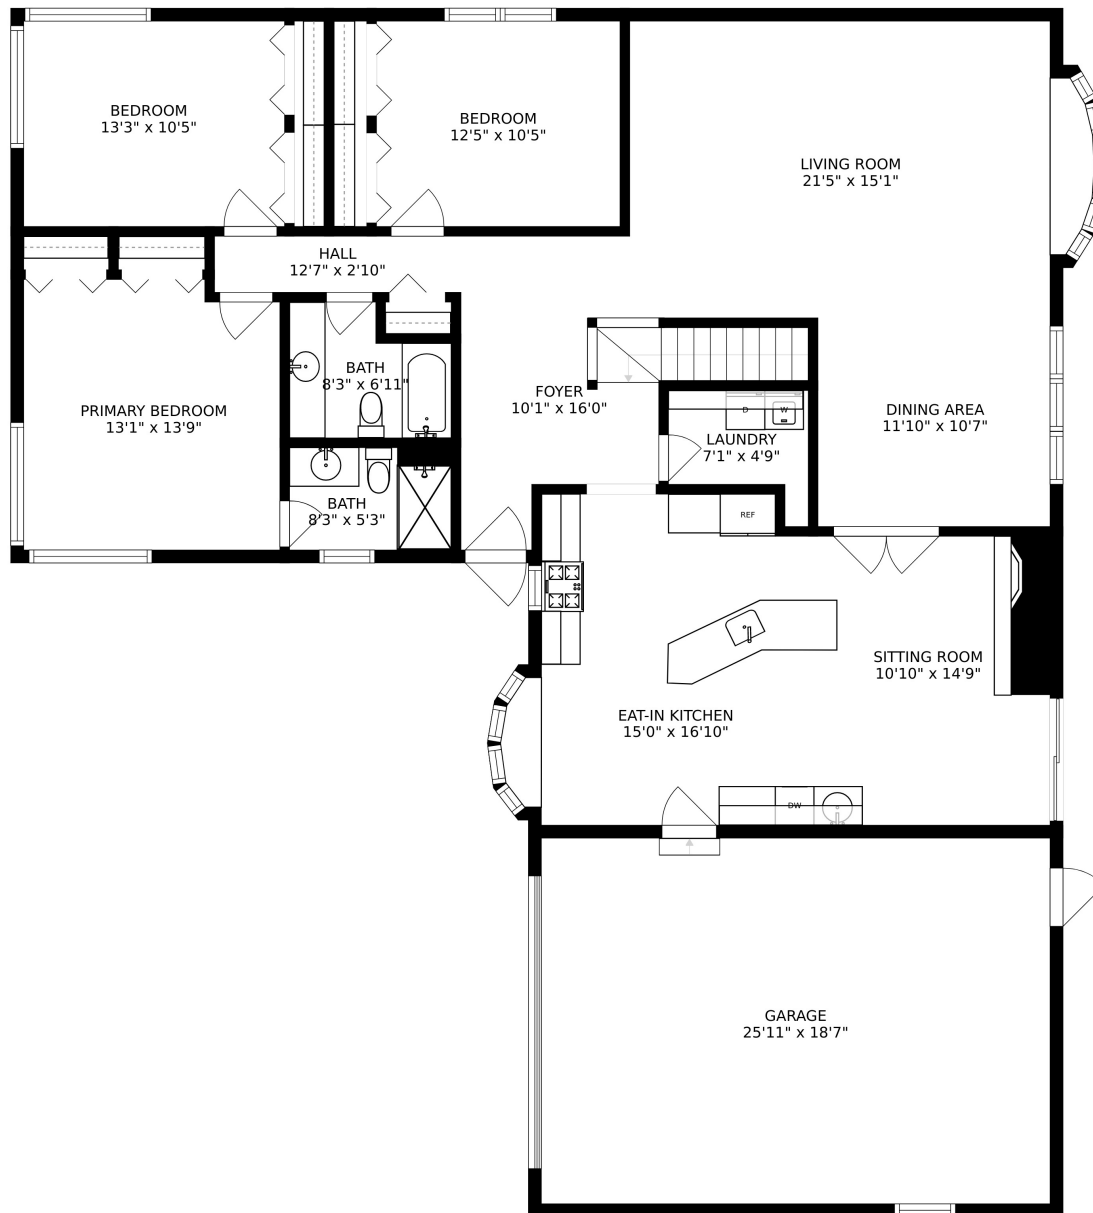 BEDROOM
13'3" x 10'5"
BEDROOM
12'5" x 10'5"
LIVING ROOM
21'5" x 15'1"
HALL
12'7" x 2'10"
BATH
8'3" x 6'11"
PRIMARY BEDROOM
13'1" x 13'9"
FOYER
10'1" x 16'0"
D
W
LAUNDRY
7'1" x 4'9"
DINING AREA
11'10" x 10'7"
BATH
8'3" x 5'3"
REF
SITTING ROOM
10'10" x 14'9"
EAT-IN KITCHEN
15'0" x 16'10"
DW
GARAGE
25'11" x 18'7"